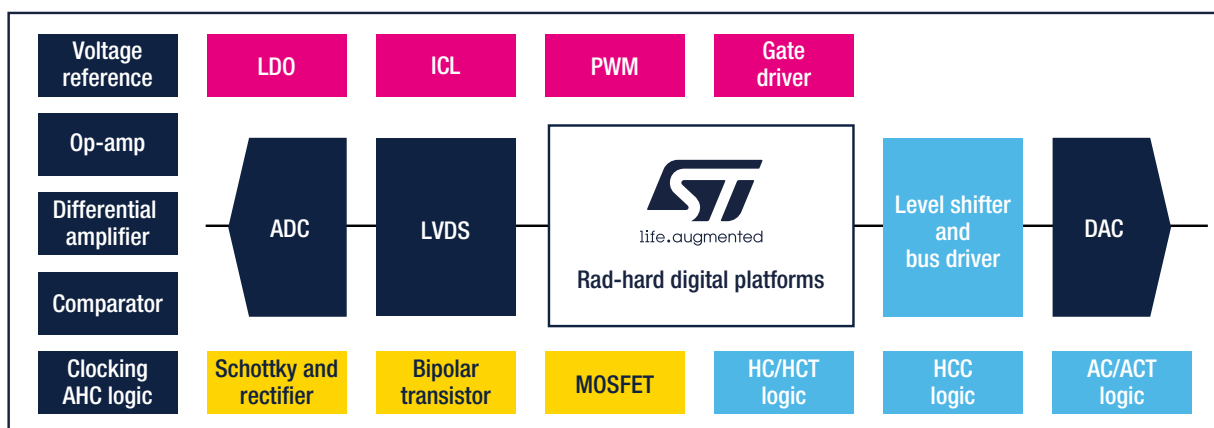 Voltage
reference
LDO
ICL
PWM
Gate
driver
Op-amp
Differential
amplifier
Comparator
ADC
LVDS
ST
life.augmented
Rad-hard digital platforms
Level shifter
and
bus driver
DAC
Clocking
AHC logic
Schottky and
rectifier
Bipolar
transistor
MOSFET
HC/HCT
logic
HCC
logic
AC/ACT
logic